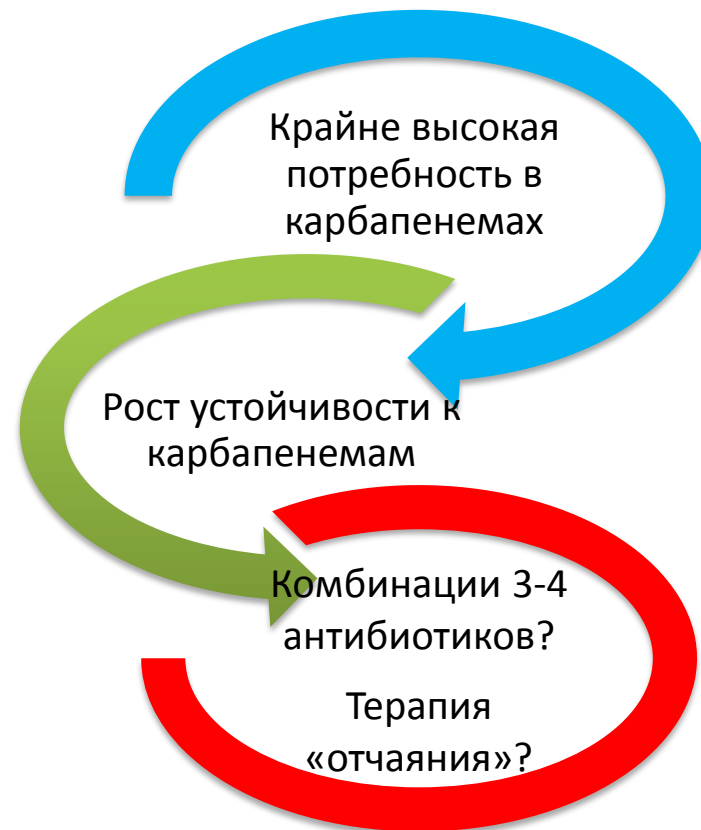 Крайне высокая
потребность в
карбапенемах
Рост устойчивости к
карбапенемам
Комбинации 3-4
антибиотиков?
Терапия
«отчаяния»?